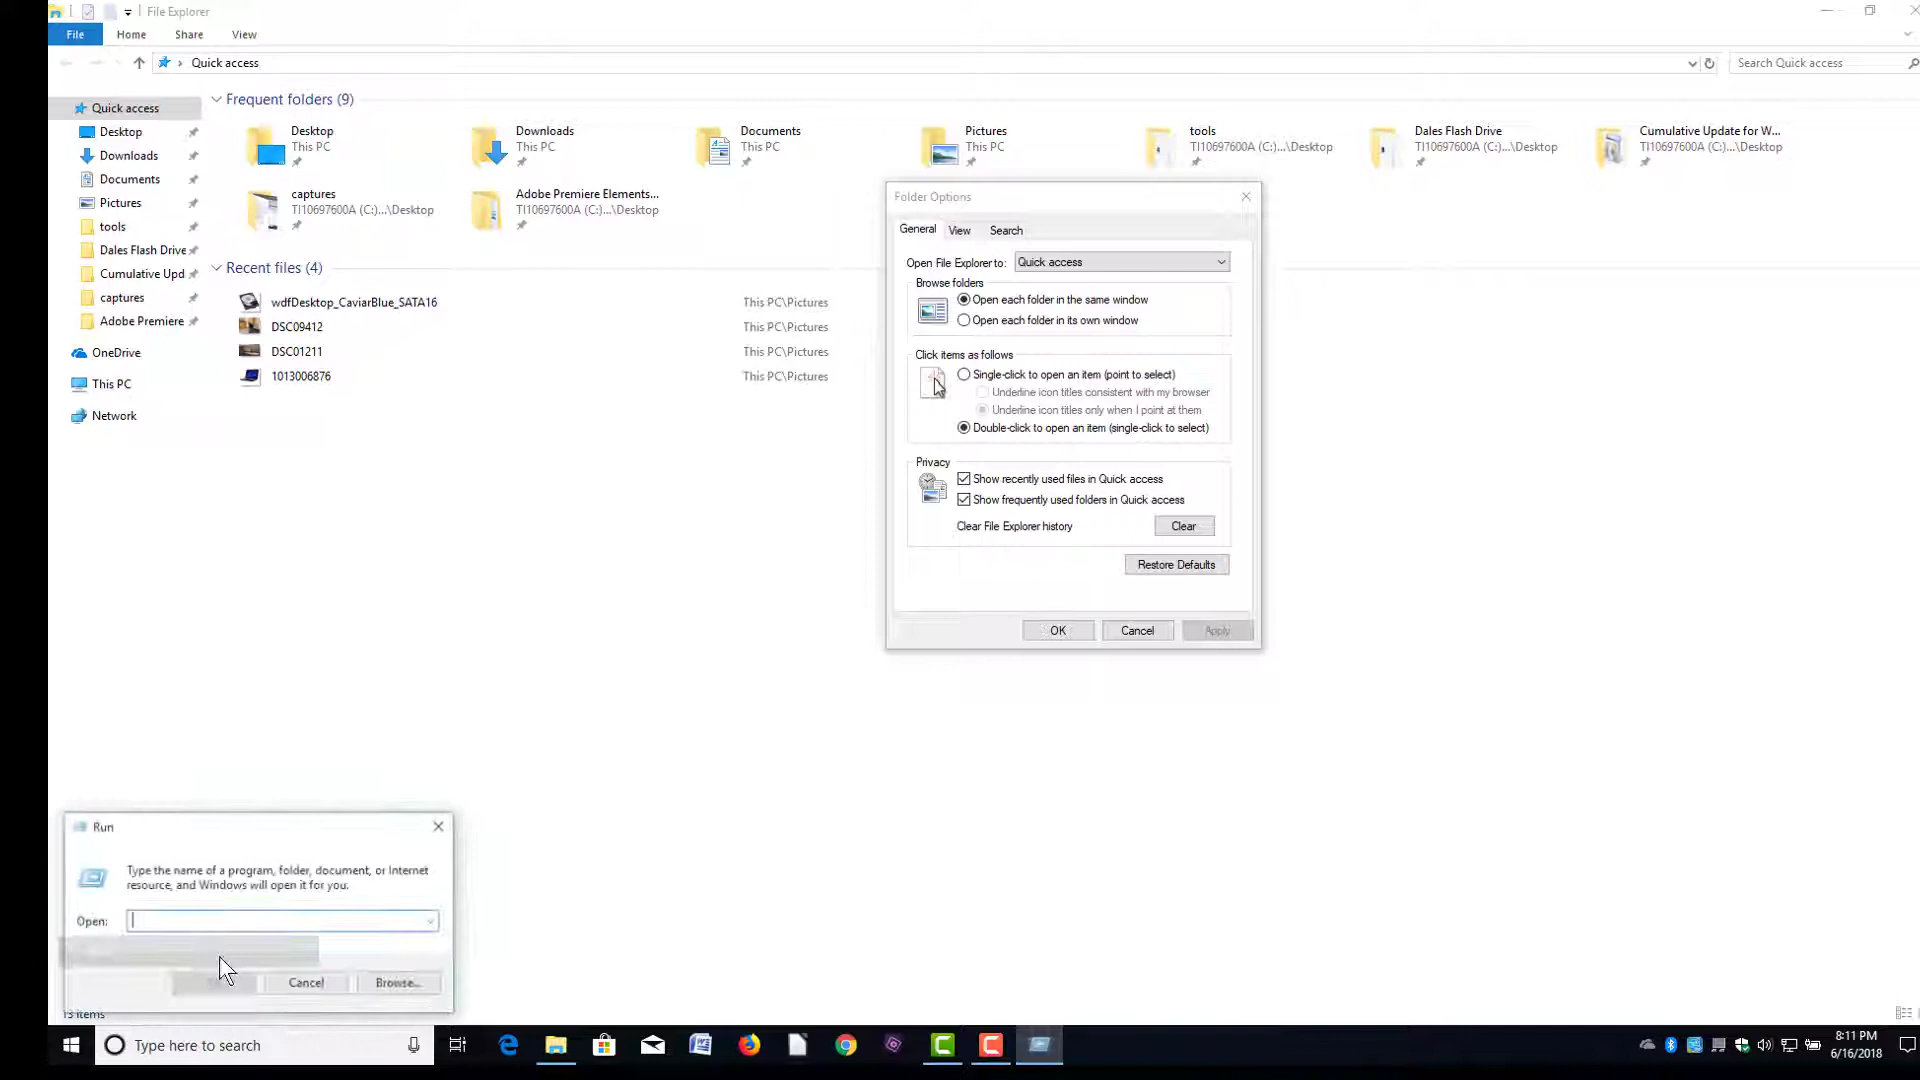 File Explorer
File Home Share View
Quick access
Search Quick access
Quick access
Desktop
Downloads
Documents
Pictures
tools
Dales Flash Drive
Cumulative Upd
captures
Adobe Premiere
OneDrive
This PC
Network
Frequent folders (9)
Desktop
This PC
Downloads
This PC
Documents
This PC
Pictures
This PC
tools
TI10697600A (C:)...\Desktop
Dales Flash Drive
TI10697600A (C:)...\Desktop
Cumulative Update for W...
TI10697600A (C:)...\Desktop
captures
TI10697600A (C:)...\Desktop
Adobe Premiere Elements...
TI10697600A (C:)...\Desktop
Recent files (4)
wdfDesktop_CaviarBlue_SATA16 This PC\Pictures
DSC09412 This PC\Pictures
DSC01211 This PC\Pictures
1013006876 This PC\Pictures
Folder Options
General View Search
Open File Explorer to: Quick access
Browse folders
Open each folder in the same window
Open each folder in its own window
Click items as follows
Single-click to open an item (point to select)
Underline icon titles consistent with my browser
Underline icon titles only when I point at them
Double-click to open an item (single-click to select)
Privacy
Show recently used files in Quick access
Show frequently used folders in Quick access
Clear File Explorer history Clear
Restore Defaults
OK Cancel Apply
Run
Type the name of a program, folder, document, or Internet
resource, and Windows will open it for you.
Open:
Cancel Browse...
13 items
Type here to search
8:11 PM
6/16/2018